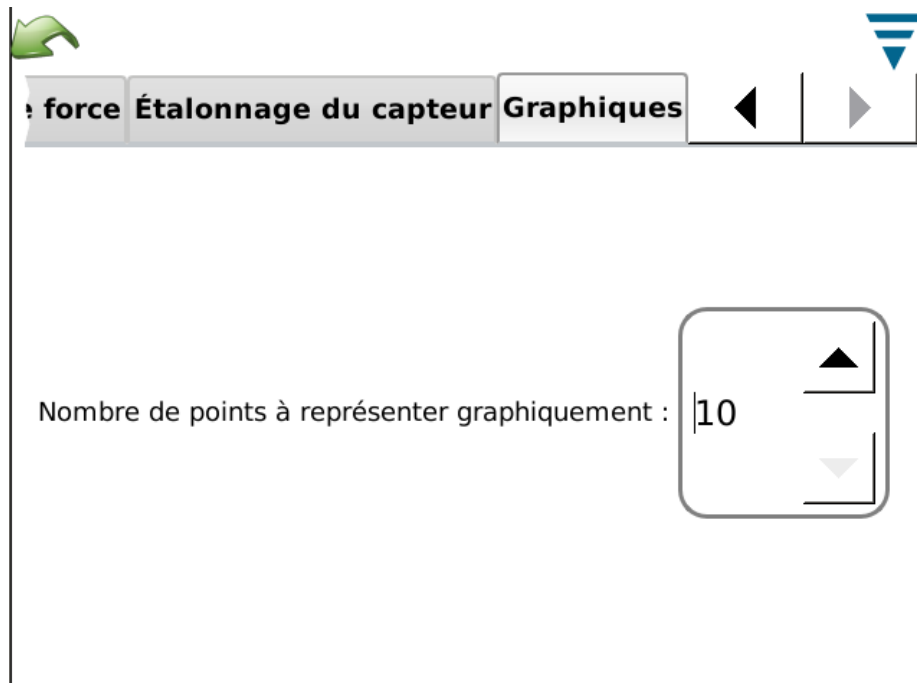 force Étalonnage du capteur Graphiques
Nombre de points à représenter graphiquement : 10